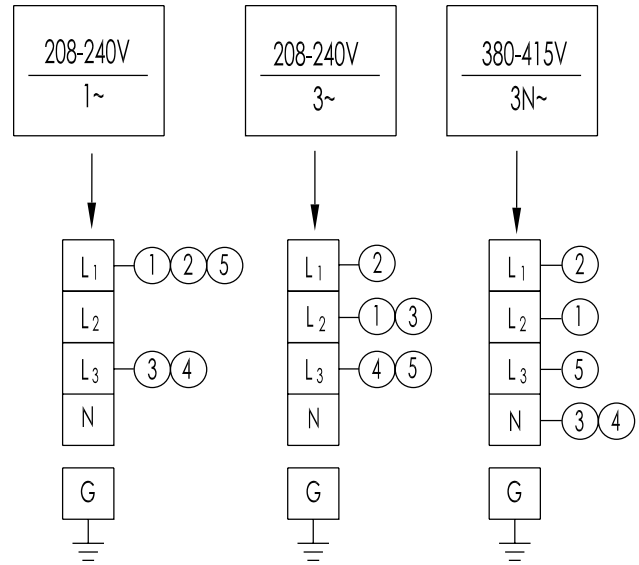 208-240V
1~
L1 1 2 5
L2
L3 3 4
N
G
208-240V
3~
L1 2
L2 1 3
L3 4 5
N
G
380-415V
3N~
L1 2
L2 1
L3 5
N 3 4
G